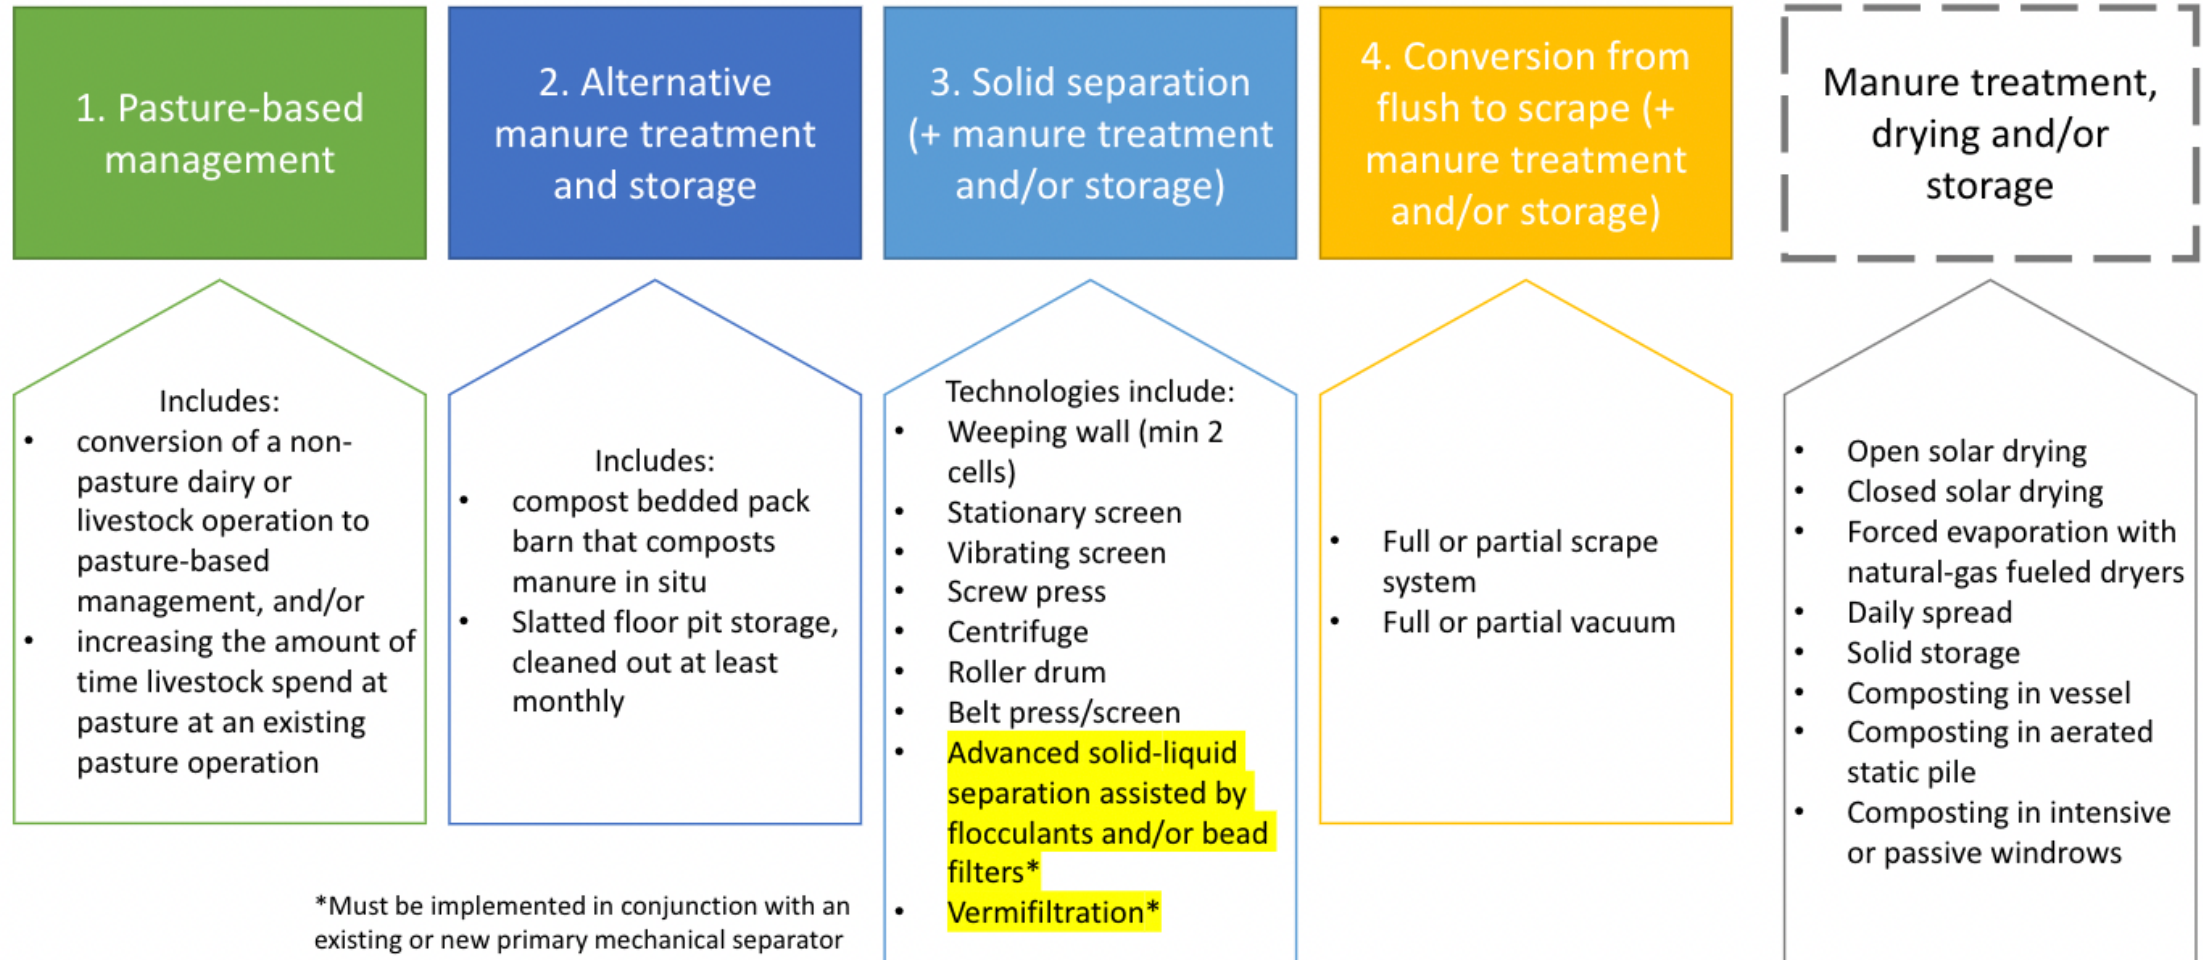 1. Pasture-based
management
2. Alternative
manure treatment
and storage
3. Solid separation
(+ manure treatment
and/or storage)
4. Conversion from
flush to scrape (+
manure treatment
and/or storage)
Manure treatment,
drying and/or
storage
Includes:
• conversion of a non-
pasture dairy or
livestock operation to
pasture-based
management, and/or
• increasing the amount of
time livestock spend at
pasture at an existing
pasture operation
Includes:
• compost bedded pack
barn that composts
manure in situ
• Slatted floor pit storage,
cleaned out at least
monthly
Technologies include:
• Weeping wall (min 2
cells)
• Stationary screen
• Vibrating screen
• Screw press
• Centrifuge
• Roller drum
• Belt press/screen
• Advanced solid-liquid
separation assisted by
flocculants and/or bead
filters*
• Vermifiltration*
• Full or partial scrape
system
• Full or partial vacuum
• Open solar drying
• Closed solar drying
• Forced evaporation with
natural-gas fueled dryers
• Daily spread
• Solid storage
• Composting in vessel
• Composting in aerated
static pile
• Composting in intensive
or passive windrows
*Must be implemented in conjunction with an
existing or new primary mechanical separator